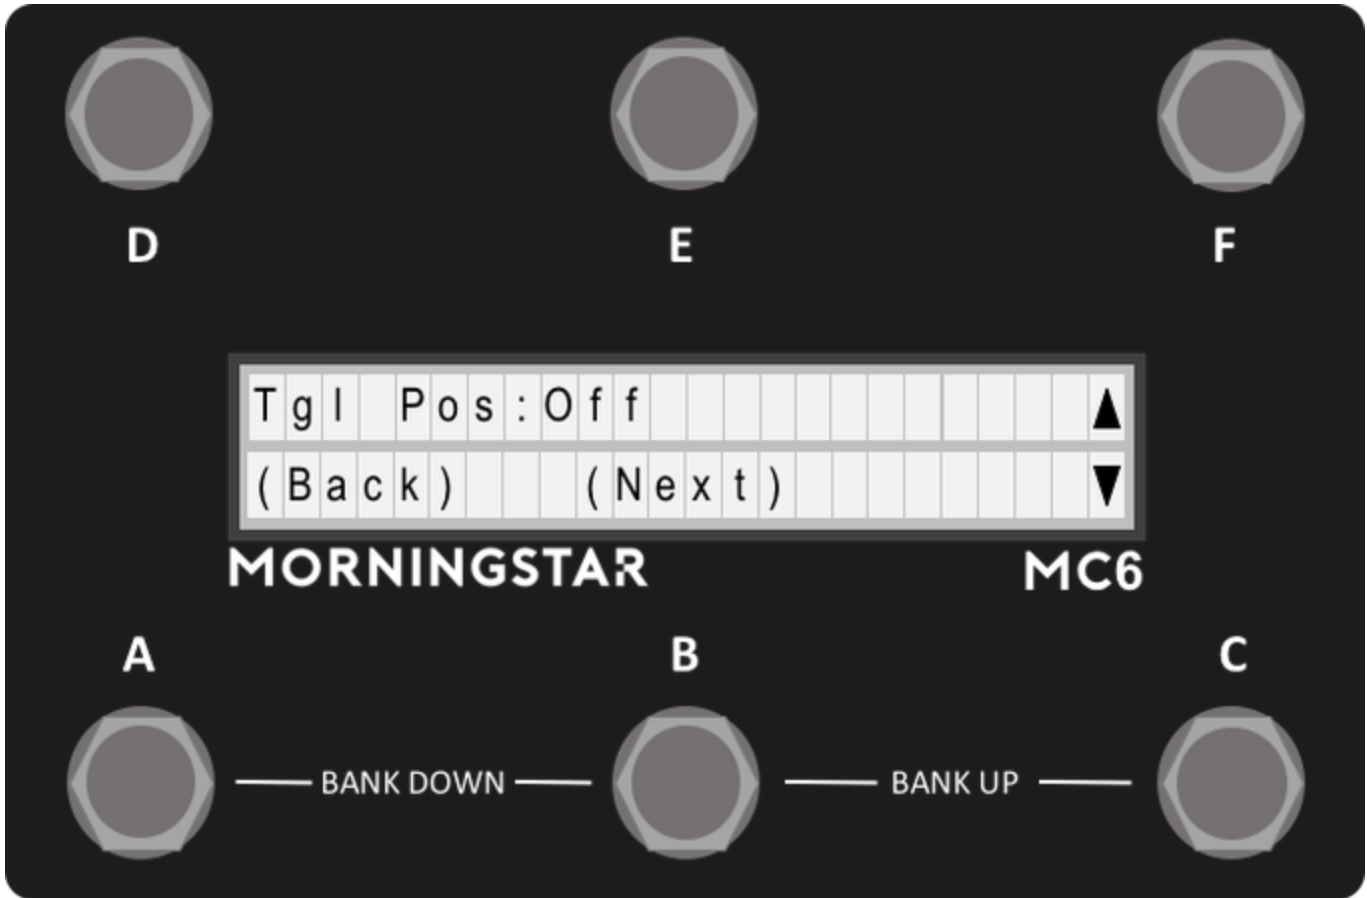 D
E
F
Tgl Pos:Off ▲
(Back) (Next) ▼
MORNINGSTAR
MC6
A
B
C
BANK DOWN
BANK UP